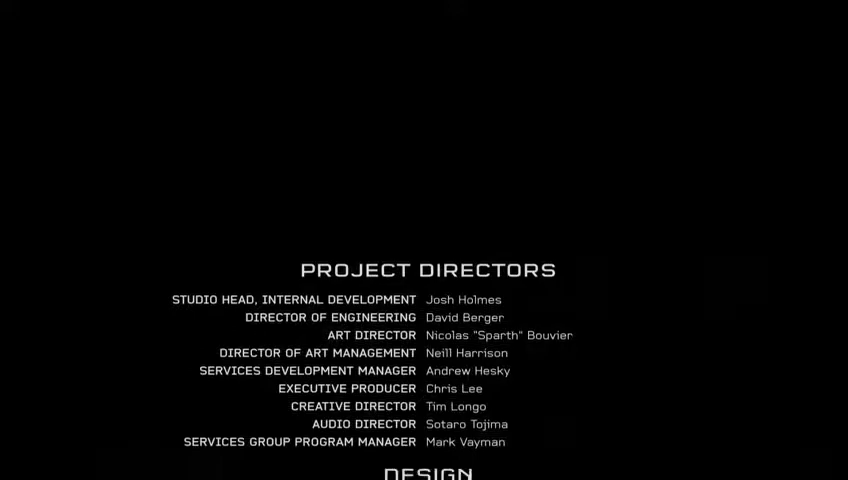 PROJECT DIRECTORS
STUDIO HEAD, INTERNAL DEVELOPMENT Josh Holmes
DIRECTOR OF ENGINEERING David Berger
ART DIRECTOR Nicolas "Sparth" Bouvier
DIRECTOR OF ART MANAGEMENT Neill Harrison
SERVICES DEVELOPMENT MANAGER Andrew Hesky
EXECUTIVE PRODUCER Chris Lee
CREATIVE DIRECTOR Tim Longo
AUDIO DIRECTOR Sotaro Tojima
SERVICES GROUP PROGRAM MANAGER Mark Vayman
DESIGN